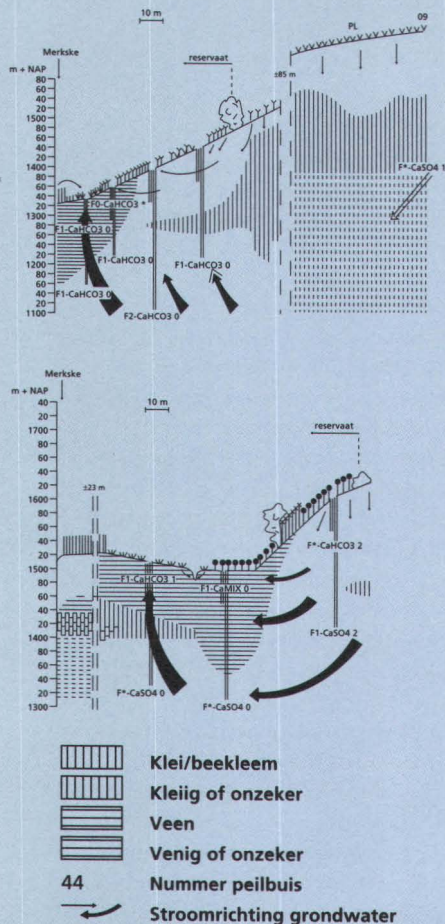 10 m
PL
09
Merkske
reservaat
±85 m
m + NAP
80
60
40
20
1500
80
60
40
20
1400
80
60
40
20
1300
80
60
40
20
1200
80
60
40
20
1100
F*-CaSO4 1
F0-CaHCO3 *
F1-CaHCO3 0
F1-CaHCO3 0
F1-CaHCO3 0
F1-CaHCO3 0
F2-CaHCO3 0
Merkske
m + NAP
10 m
reservaat
40
20
1700
80
60
40
20
1600
80
60
40
20
1500
80
60
40
20
1400
80
60
40
20
1300
±23 m
F*-CaHCO3 2
F1-CaHCO3 1
F1-CaMIX 0
F1-CaSO4 2
F*-CaSO4 0
F*-CaSO4 0
Klei/beekleem
Kleiig of onzeker
Veen
Venig of onzeker
44 Nummer peilbuis
Stroomrichting grondwater